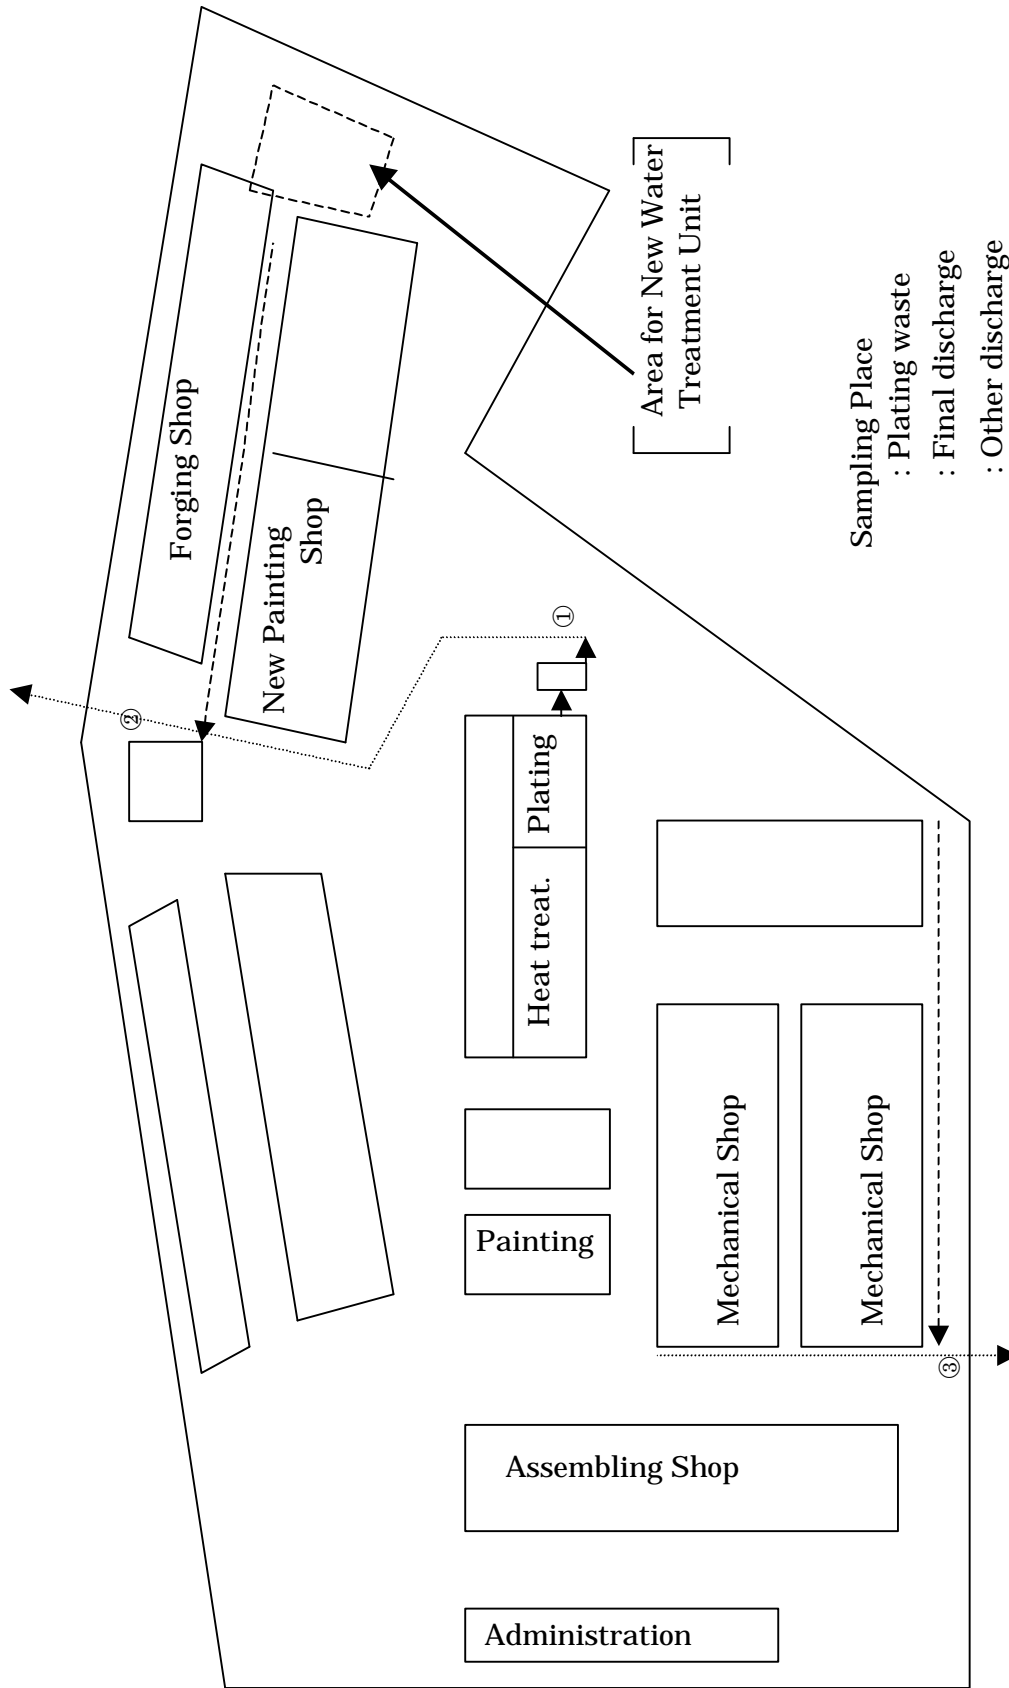 Forging Shop
New Painting
Shop
②
①
Plating
Heat treat.
Painting
Mechanical Shop
Mechanical Shop
③
Assembling Shop
Administration
Area for New Water
Treatment Unit
Sampling Place
: Plating waste
: Final discharge
: Other discharge